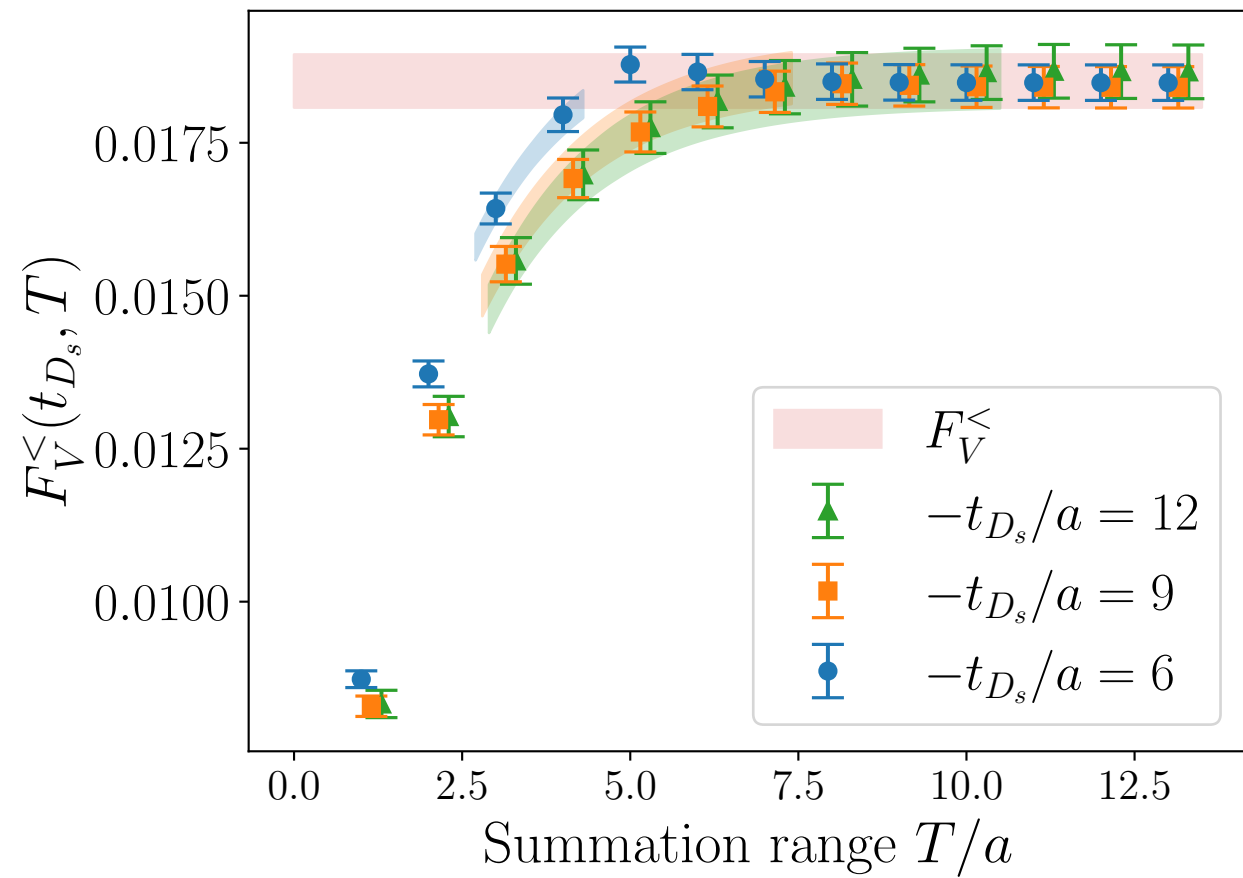 0.0175
0.0150
0.0125
0.0100
F_V^<(t_{D_s}, T)
F_V^<
−t_{D_s}/a = 12
−t_{D_s}/a = 9
−t_{D_s}/a = 6
0.0 2.5 5.0 7.5 10.0 12.5
Summation range T/a